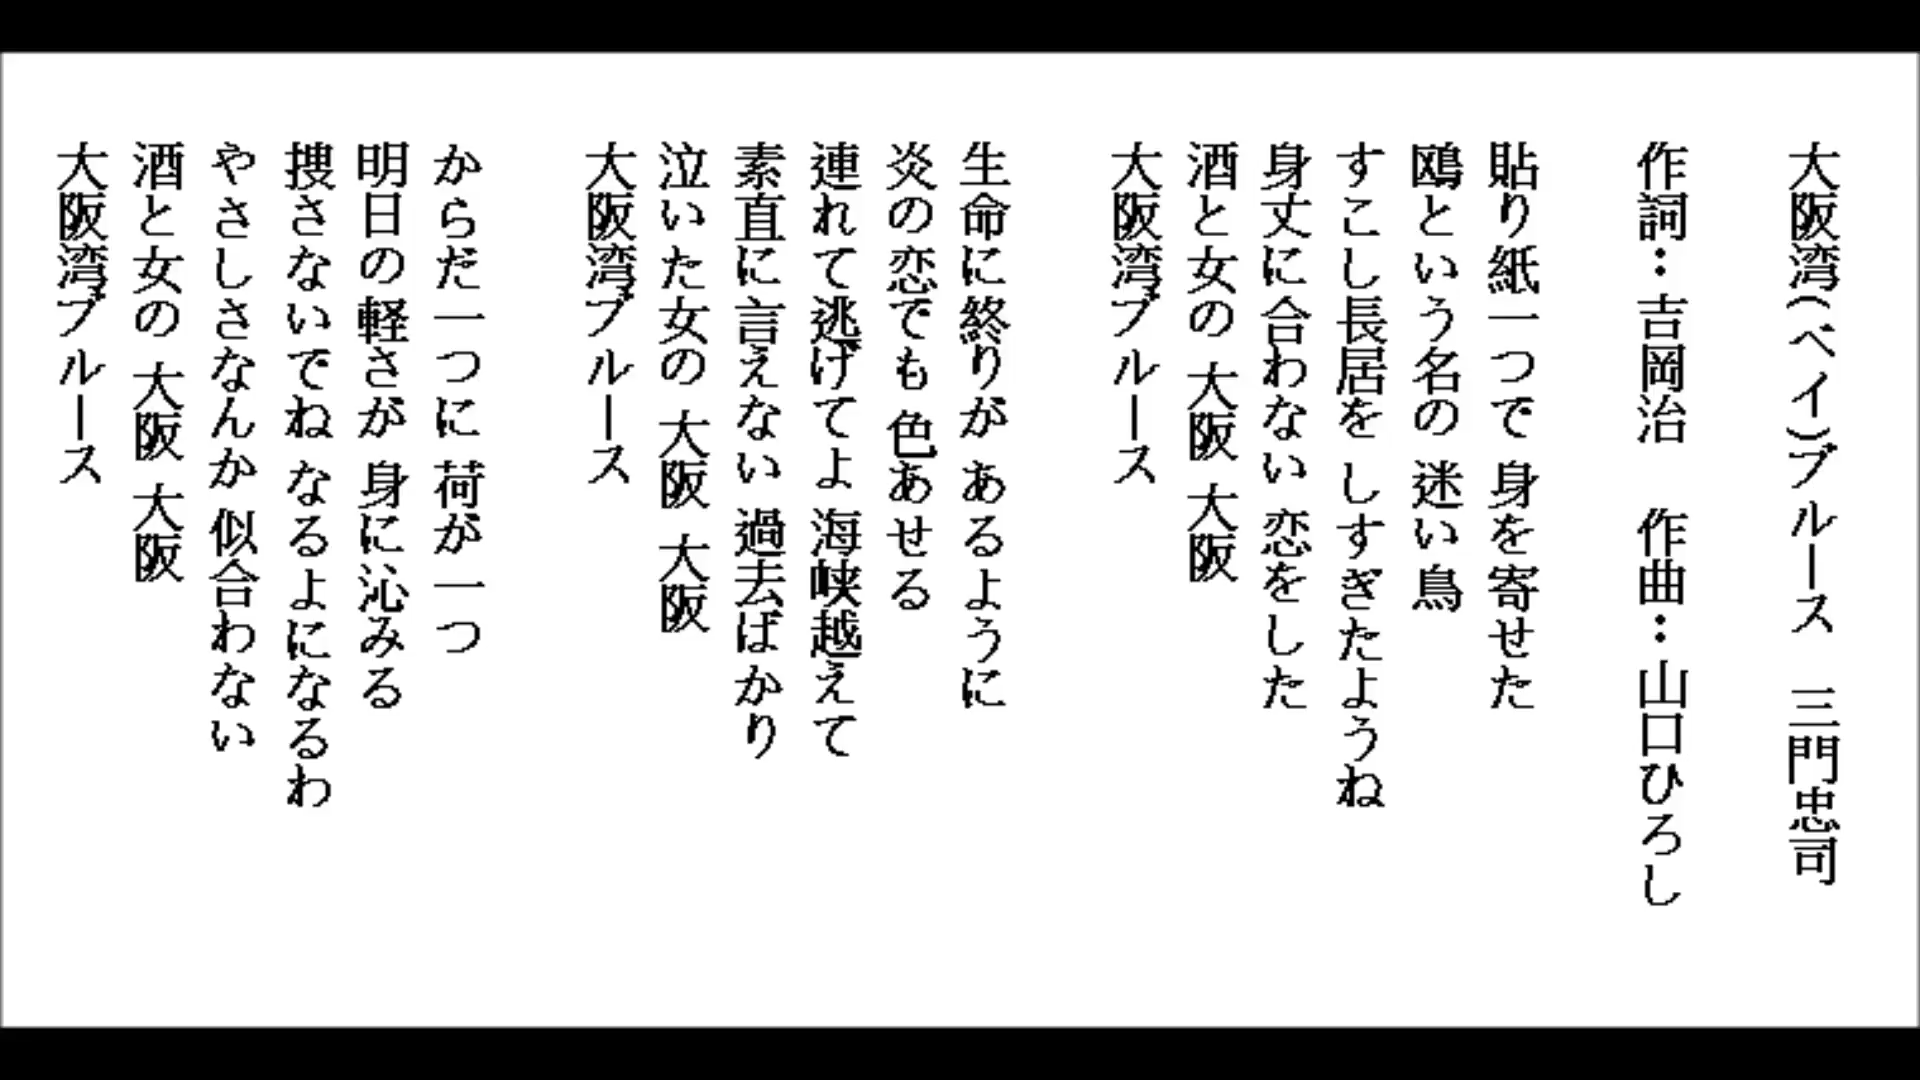 大阪湾(ベイ)ブルース　三門忠司
作詞：吉岡治　作曲：山口ひろし
貼り紙一つで 身を寄せた
鴎という名の 迷い鳥
すこし長居を しすぎたようね
身丈に合わない 恋をした
酒と女の 大阪 大阪
大阪湾ブルース
生命に終りが あるように
炎の恋でも 色あせる
連れて逃げてよ 海峡越えて
素直に言えない 過去ばかり
泣いた女の 大阪 大阪
大阪湾ブルース
からだ一つに 荷が一つ
明日の軽さが 身に沁みる
捜さないでね なるよになるわ
やさしさなんか 似合わない
酒と女の 大阪 大阪
大阪湾ブルース